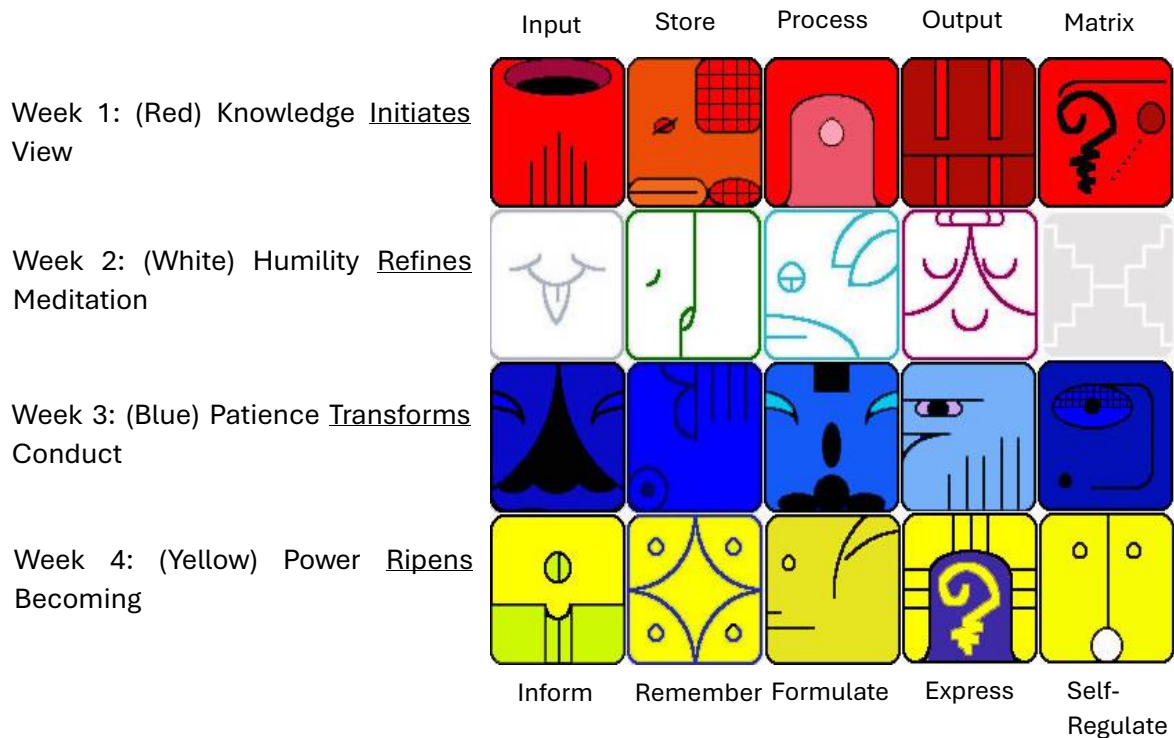 Input Store Process Output Matrix
Week 1: (Red) Knowledge Initiates
View
Week 2: (White) Humility Refines
Meditation
Week 3: (Blue) Patience Transforms
Conduct
Week 4: (Yellow) Power Ripens
Becoming
Inform Remember Formulate Express Self-
Regulate